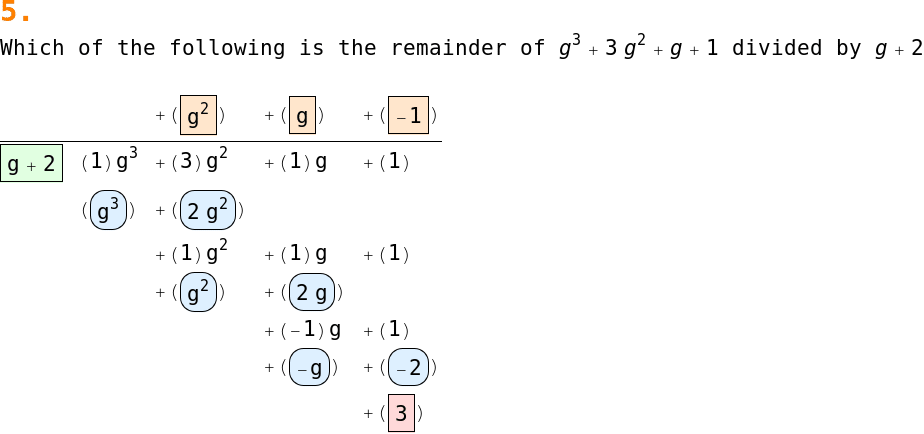 5.
Which of the following is the remainder of g³ + 3 g² + g + 1 divided by g + 2
+ ( g² ) + ( g ) + ( −1 )
g + 2 (1) g³ + (3) g² + (1) g + (1)
( g³ ) + ( 2 g² )
+ (1) g² + (1) g + (1)
+ ( g² ) + ( 2 g )
+ (−1) g + (1)
+ ( −g ) + ( −2 )
+ ( 3 )